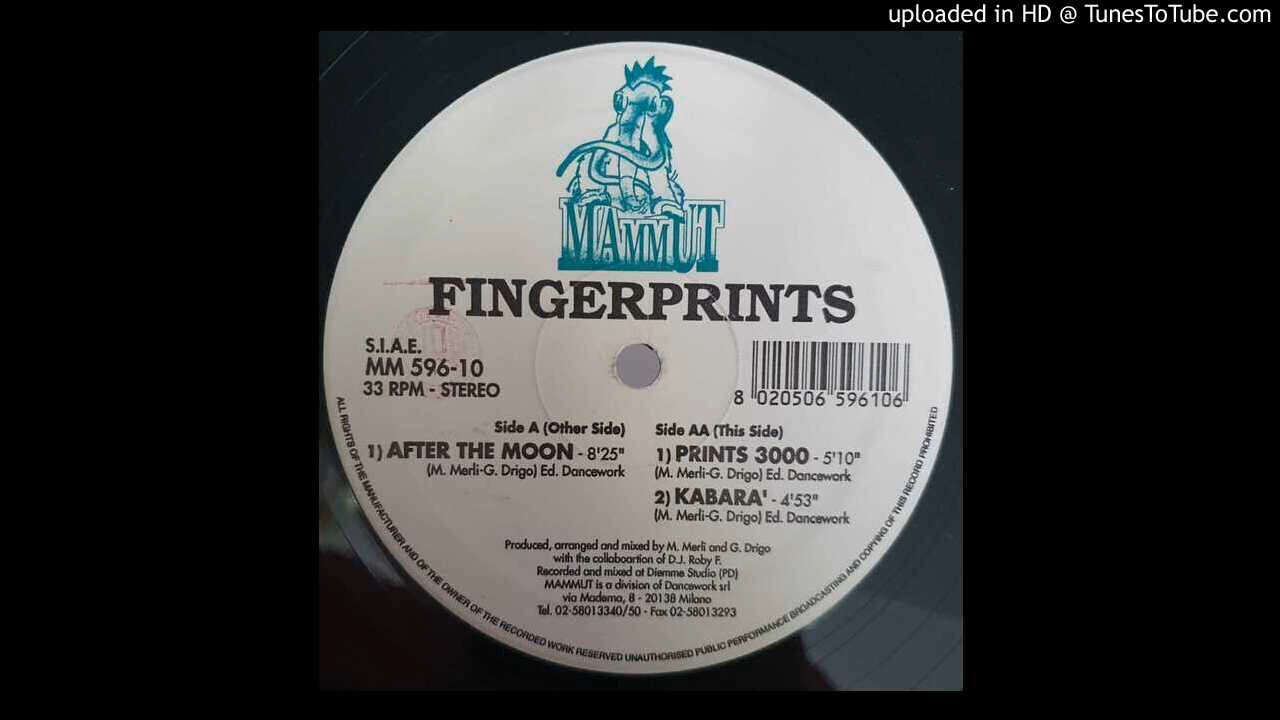 uploaded in HD @ TunesToTube.com
MAMMUT
FINGERPRINTS
S.I.A.E.
MM 596-10
33 RPM - STEREO
8 020506 596106
Side A (Other Side)
1) AFTER THE MOON - 8'25"
(M. Merli-G. Drigo) Ed. Dancework
Side AA (This Side)
1) PRINTS 3000 - 5'10"
(M. Merli-G. Drigo) Ed. Dancework
2) KABARA' - 4'53"
(M. Merli-G. Drigo) Ed. Dancework
Produced, arranged and mixed by M. Merli and G. Drigo
with the collaboartion of D.J. Roby F.
Recorded and mixed at Diemme Studio (PD)
MAMMUT is a division of Dancework srl
via Maderna, 8 - 20138 Milano
Tel. 02-58013340/50 - Fax 02-58013293
ALL RIGHTS OF THE MANUFACTURER AND OF THE OWNER OF THE RECORDED WORK RESERVED UNAUTHORISED PUBLIC PERFORMANCE BROADCASTING AND COPYING OF THIS RECORD PROHIBITED